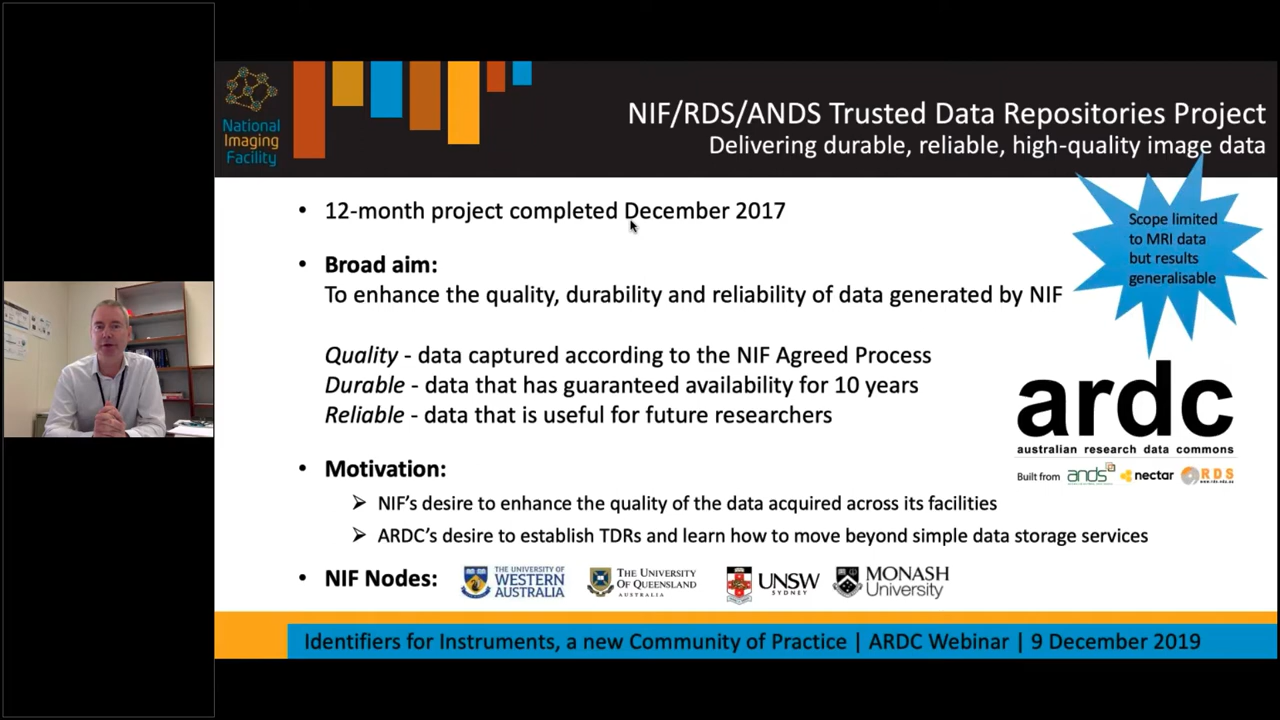 National
Imaging
Facility
NIF/RDS/ANDS Trusted Data Repositories Project
Delivering durable, reliable, high-quality image data
• 12-month project completed December 2017
Scope limited
to MRI data
but results
generalisable
• Broad aim:
To enhance the quality, durability and reliability of data generated by NIF
Quality - data captured according to the NIF Agreed Process
Durable - data that has guaranteed availability for 10 years
Reliable - data that is useful for future researchers
ardc
australian research data commons
Built from ands nectar RDS
• Motivation:
➢ NIF's desire to enhance the quality of the data acquired across its facilities
➢ ARDC's desire to establish TDRs and learn how to move beyond simple data storage services
• NIF Nodes:
THE UNIVERSITY OF
WESTERN
AUSTRALIA
THE UNIVERSITY
OF QUEENSLAND
AUSTRALIA
UNSW
SYDNEY
MONASH
University
Identifiers for Instruments, a new Community of Practice | ARDC Webinar | 9 December 2019